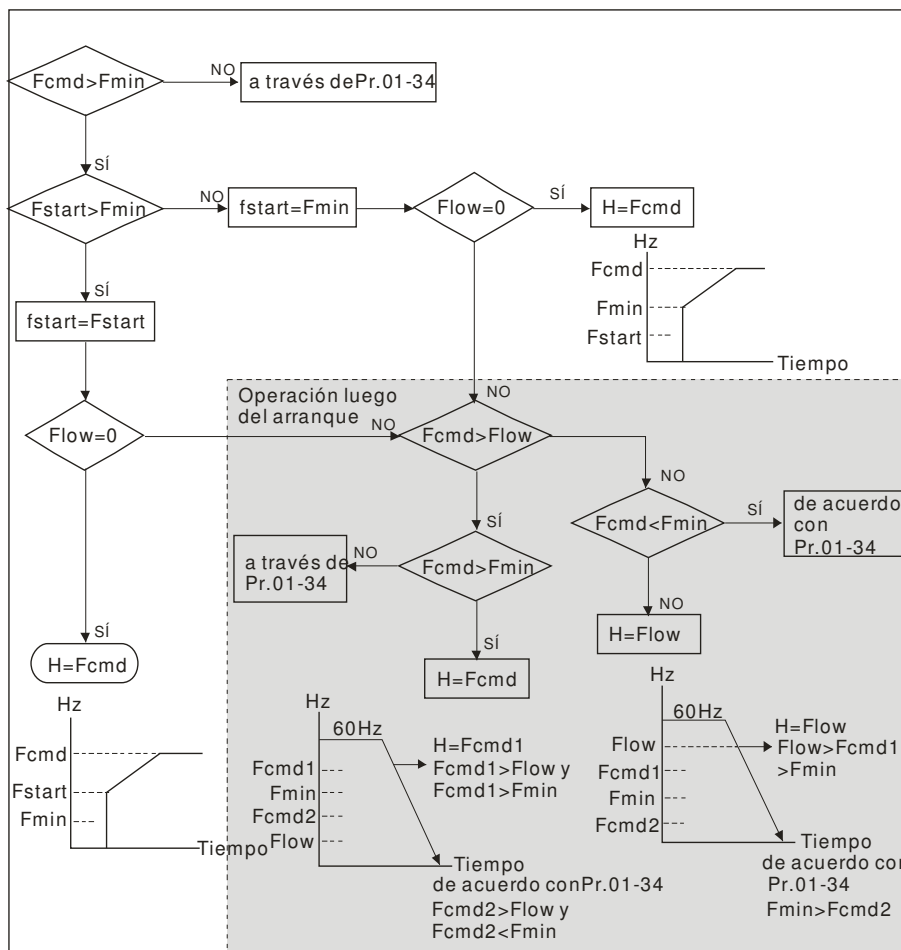 Fcmd>Fmin
NO
a través dePr.01-34
SÍ
Fstart>Fmin
NO
fstart=Fmin
Flow=0
SÍ
H=Fcmd
Hz
Fcmd
Fmin
Fstart
Tiempo
SÍ
fstart=Fstart
NO
Operación luego
del arranque
Flow=0
NO
Fcmd>Flow
NO
SÍ
Fcmd<Fmin
SÍ
de acuerdo
con
Pr.01-34
a través de
Pr.01-34
NO
Fcmd>Fmin
NO
H=Flow
SÍ
H=Fcmd
SÍ
H=Fcmd
Hz
Fcmd
Fstart
Fmin
Tiempo
Hz
60Hz
H=Fcmd1
Fcmd1>Flow y
Fcmd1>Fmin
Fcmd1
Fmin
Fcmd2
Flow
Tiempo
de acuerdo conPr.01-34
Fcmd2>Flow y
Fcmd2<Fmin
Hz
60Hz
H=Flow
Flow>Fcmd1
>Fmin
Flow
Fcmd1
Fmin
Fcmd2
Tiempo
de acuerdo con
Pr.01-34
Fmin>Fcmd2